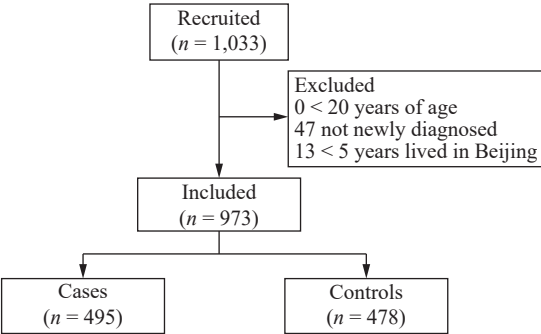 Recruited
(n = 1,033)
Excluded
0 < 20 years of age
47 not newly diagnosed
13 < 5 years lived in Beijing
Included
(n = 973)
Cases
(n = 495)
Controls
(n = 478)